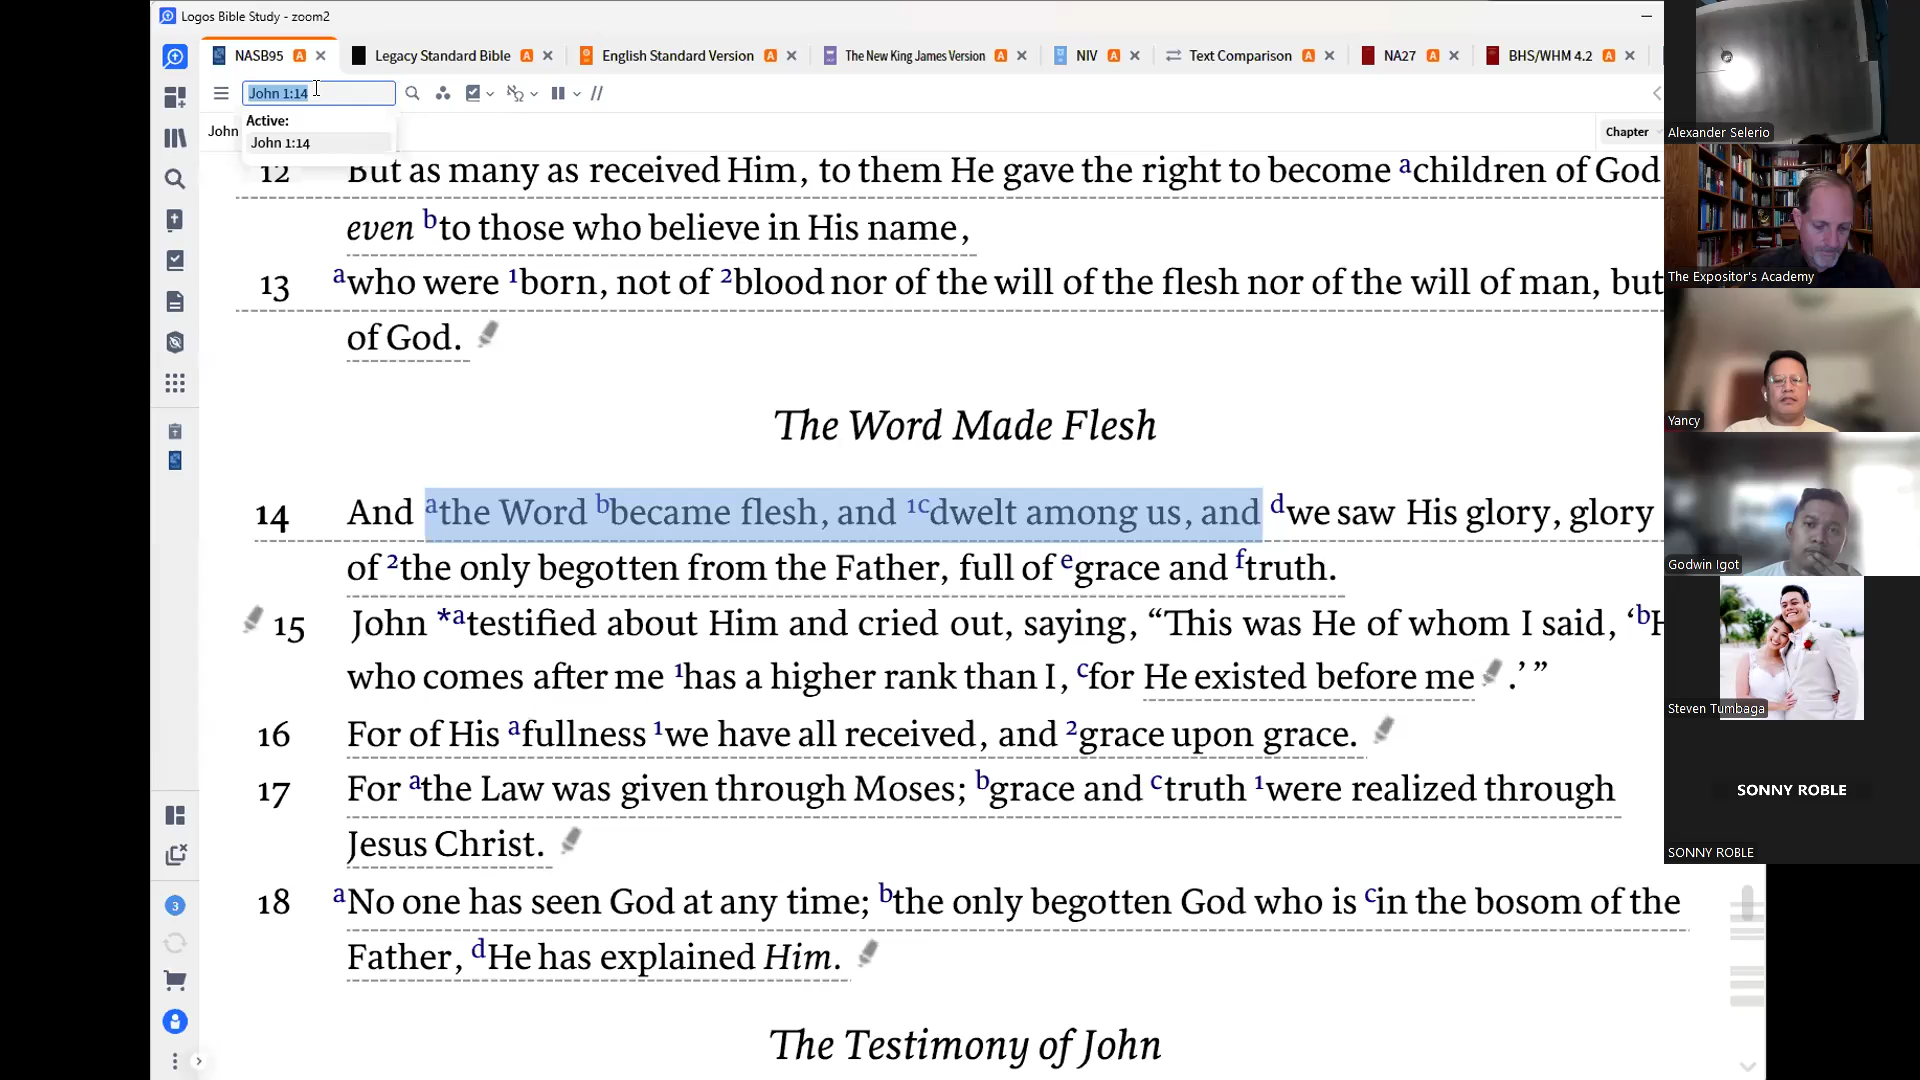 Logos Bible Study - zoom2
NASB95 A
Legacy Standard Bible A
English Standard Version A
The New King James Version A
NIV A
Text Comparison A
NA27 A
BHS/WHM 4.2 A
John 1:14
Active:
John
John 1:14
Chapter
12 But as many as received Him, to them He gave the right to become achildren of God
even bto those who believe in His name,
13 awho were 1born, not of 2blood nor of the will of the flesh nor of the will of man, but
of God.
The Word Made Flesh
14 And athe Word bbecame flesh, and 1cdwelt among us, and dwe saw His glory, glory
of 2the only begotten from the Father, full of egrace and ftruth.
15 John *atestified about Him and cried out, saying, “This was He of whom I said, ‘bH
who comes after me 1has a higher rank than I, cfor He existed before me.’ ”
16 For of His afullness 1we have all received, and 2grace upon grace.
17 For athe Law was given through Moses; bgrace and ctruth 1were realized through
Jesus Christ.
18 aNo one has seen God at any time; bthe only begotten God who is cin the bosom of the
Father, dHe has explained Him.
The Testimony of John
3
Alexander Selerio
The Expositor's Academy
Yancy
Godwin Igot
Steven Tumbaga
SONNY ROBLE
SONNY ROBLE